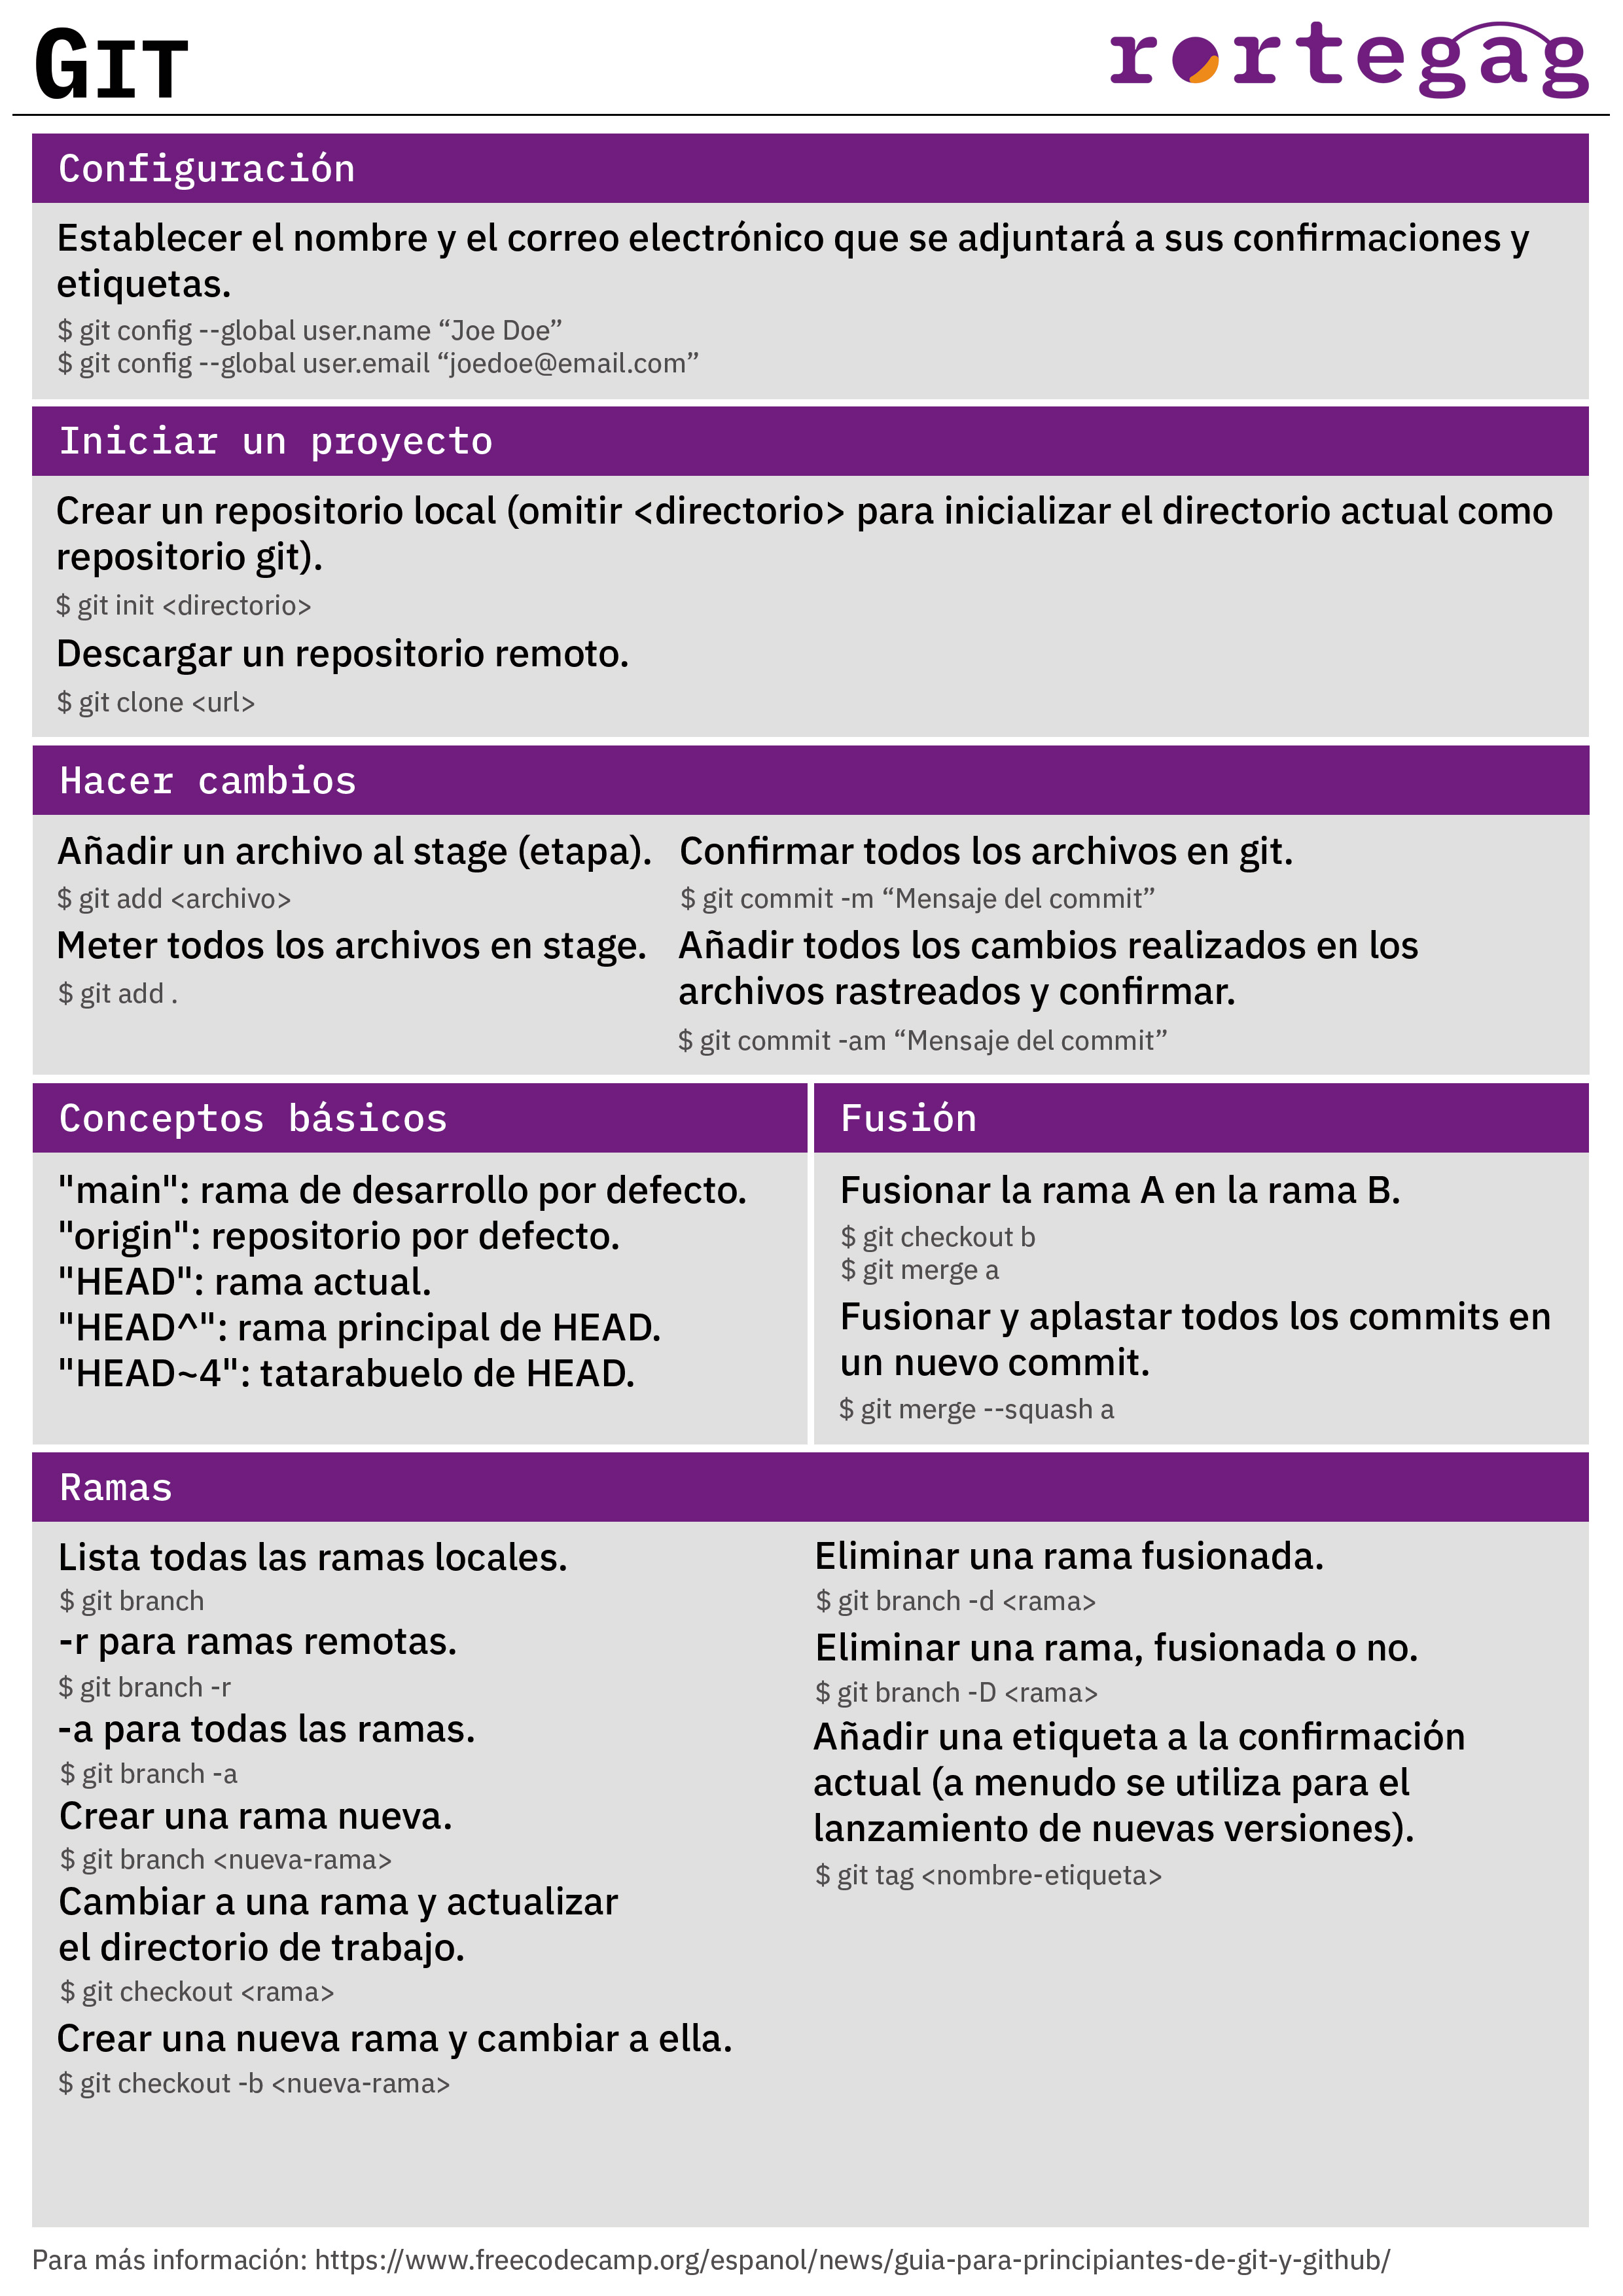 GIT
rortegag
Configuración
Establecer el nombre y el correo electrónico que se adjuntará a sus confirmaciones y
etiquetas.
$ git config --global user.name “Joe Doe”
$ git config --global user.email “joedoe@email.com”
Iniciar un proyecto
Crear un repositorio local (omitir <directorio> para inicializar el directorio actual como
repositorio git).
$ git init <directorio>
Descargar un repositorio remoto.
$ git clone <url>
Hacer cambios
Añadir un archivo al stage (etapa).
$ git add <archivo>
Meter todos los archivos en stage.
$ git add .
Confirmar todos los archivos en git.
$ git commit -m “Mensaje del commit”
Añadir todos los cambios realizados en los
archivos rastreados y confirmar.
$ git commit -am “Mensaje del commit”
Conceptos básicos
"main": rama de desarrollo por defecto.
"origin": repositorio por defecto.
"HEAD": rama actual.
"HEAD^": rama principal de HEAD.
"HEAD~4": tatarabuelo de HEAD.
Fusión
Fusionar la rama A en la rama B.
$ git checkout b
$ git merge a
Fusionar y aplastar todos los commits en
un nuevo commit.
$ git merge --squash a
Ramas
Lista todas las ramas locales.
$ git branch
-r para ramas remotas.
$ git branch -r
-a para todas las ramas.
$ git branch -a
Crear una rama nueva.
$ git branch <nueva-rama>
Cambiar a una rama y actualizar
el directorio de trabajo.
$ git checkout <rama>
Crear una nueva rama y cambiar a ella.
$ git checkout -b <nueva-rama>
Eliminar una rama fusionada.
$ git branch -d <rama>
Eliminar una rama, fusionada o no.
$ git branch -D <rama>
Añadir una etiqueta a la confirmación
actual (a menudo se utiliza para el
lanzamiento de nuevas versiones).
$ git tag <nombre-etiqueta>
Para más información: https://www.freecodecamp.org/espanol/news/guia-para-principiantes-de-git-y-github/